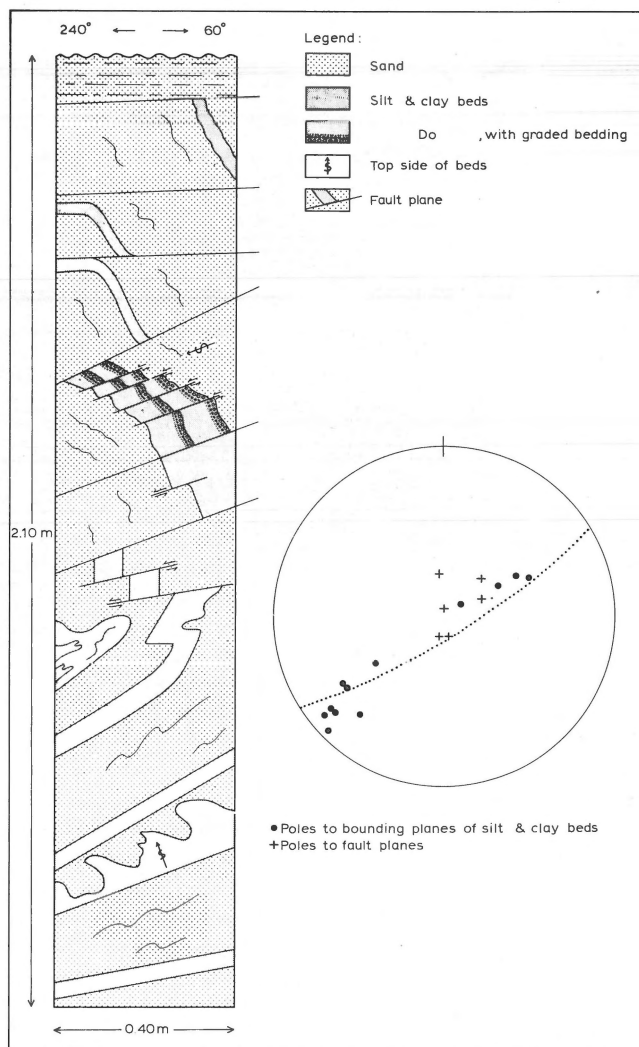 240° ← → 60°
Legend :
Sand
Silt & clay beds
Do , with graded bedding
$ Top side of beds
Fault plane
$
2.10 m
$
0.40 m
• Poles to bounding planes of silt & clay beds
+ Poles to fault planes